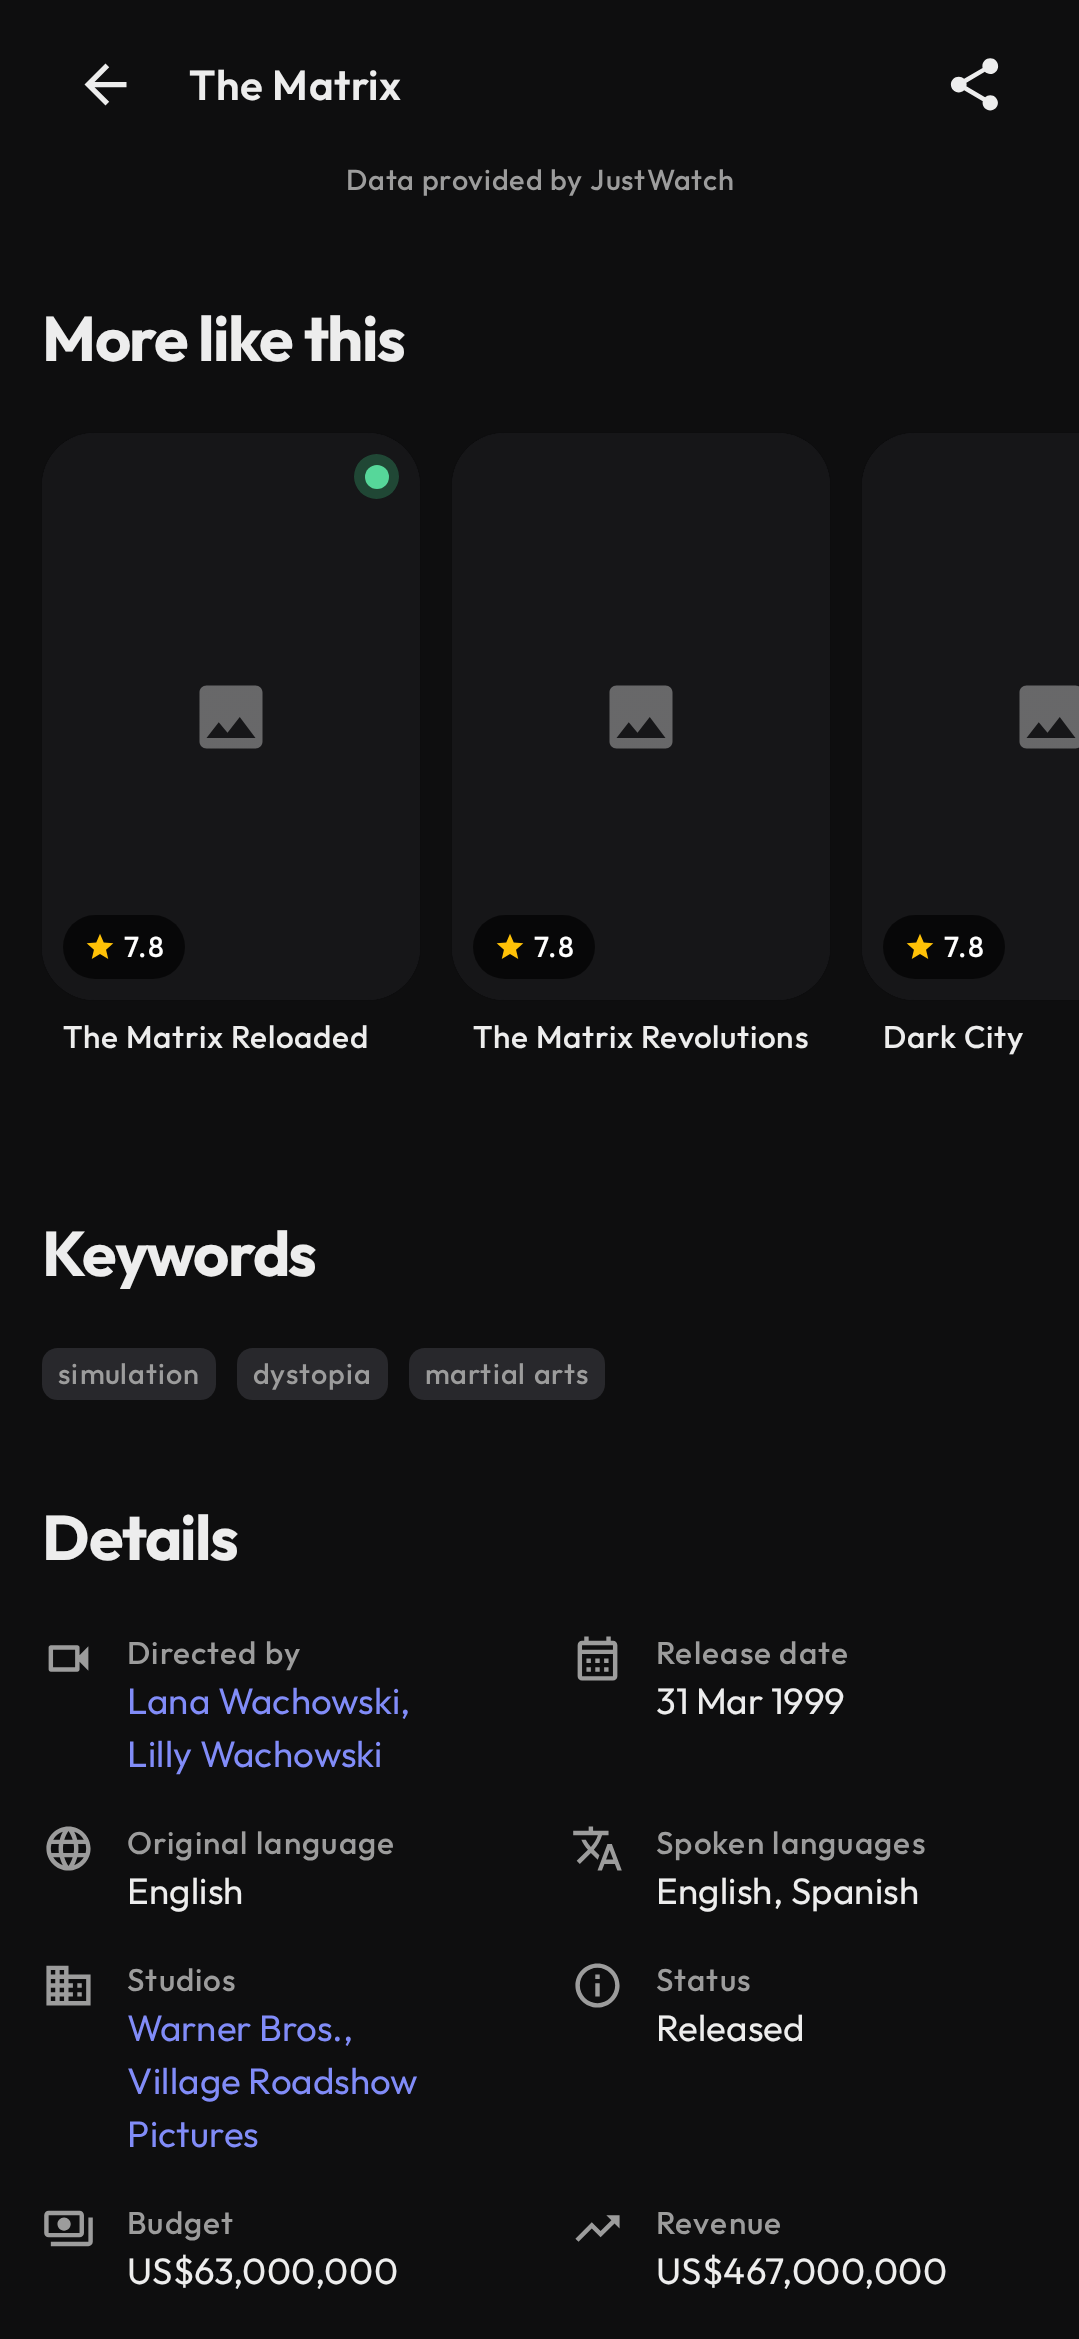 The Matrix
Data provided by JustWatch
More like this
7.8
7.8
7.8
The Matrix Reloaded
The Matrix Revolutions
Dark City
Keywords
simulation
dystopia
martial arts
Details
Directed by
Lana Wachowski,
Lilly Wachowski
Release date
31 Mar 1999
Original language
English
Spoken languages
English, Spanish
Studios
Warner Bros.,
Village Roadshow
Pictures
Status
Released
Budget
US$63,000,000
Revenue
US$467,000,000